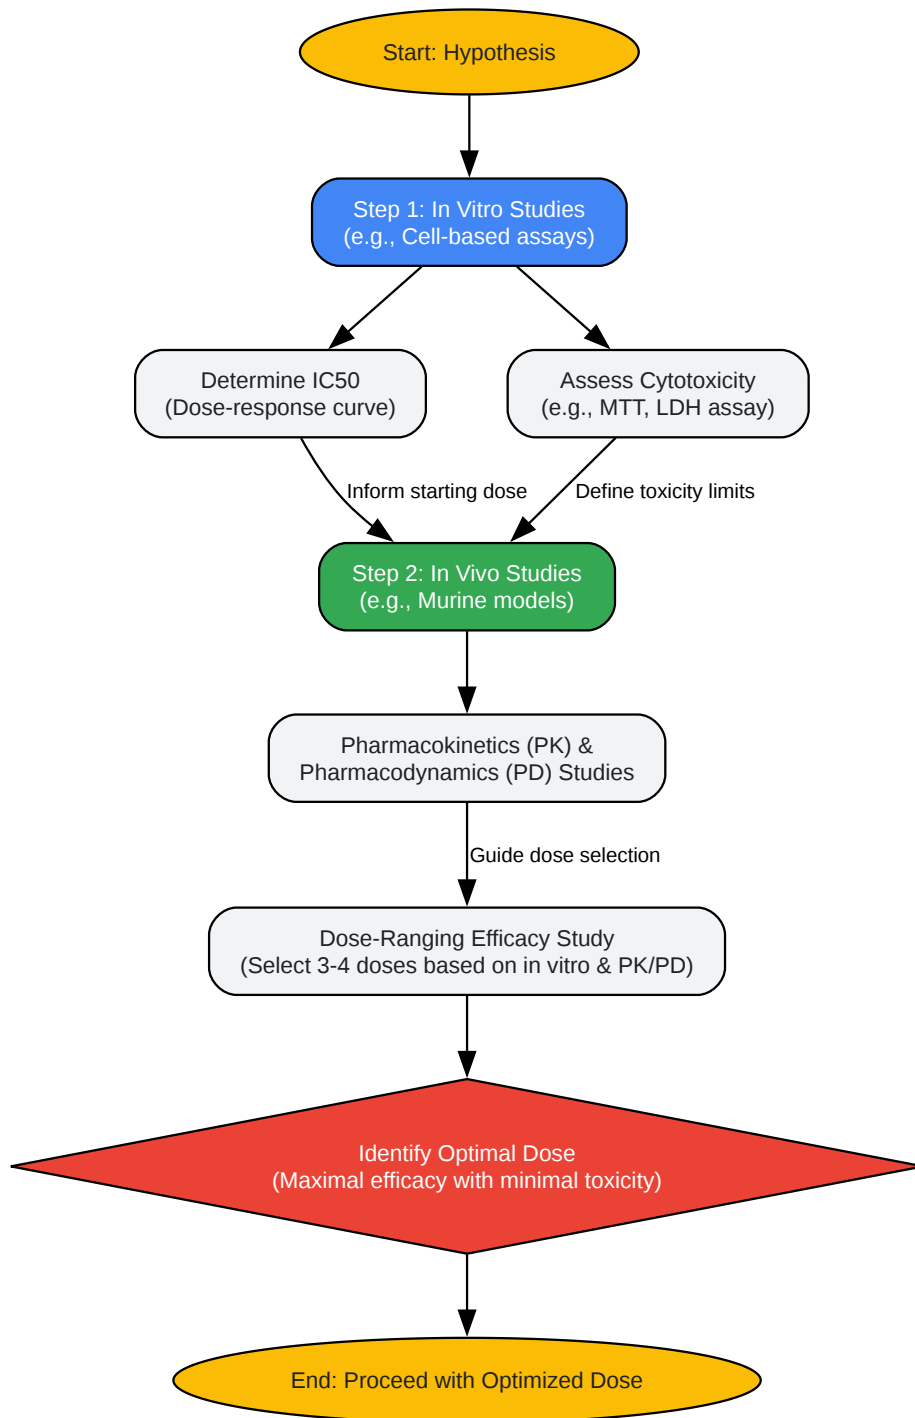 Start: Hypothesis
Step 1: In Vitro Studies
(e.g., Cell-based assays)
Determine IC50
(Dose-response curve)
Assess Cytotoxicity
(e.g., MTT, LDH assay)
Inform starting dose
Define toxicity limits
Step 2: In Vivo Studies
(e.g., Murine models)
Pharmacokinetics (PK) &
Pharmacodynamics (PD) Studies
Guide dose selection
Dose-Ranging Efficacy Study
(Select 3-4 doses based on in vitro & PK/PD)
Identify Optimal Dose
(Maximal efficacy with minimal toxicity)
End: Proceed with Optimized Dose